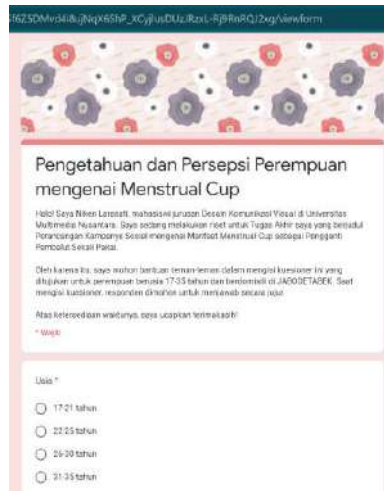 Pengetahuan dan Persepsi Perempuan
mengenai Menstrual Cup
Halo! Saya Niken Larasati, mahasiswi jurusan Desain Komunikasi Visual di Universitas
Multimedia Nusantara. Saya sedang melakukan riset untuk Tugas Akhir saya yang berjudul
Perancangan Kampanye Sosial mengenai Manfaat Menstrual Cup sebagai Pengganti
Pembalut Sekali Pakai.
Oleh karena itu, saya mohon bantuan teman-teman dalam mengisi kuesioner ini yang
ditujukan untuk perempuan berusia 17-35 tahun dan berdomisili di JABODETABEK. Saat
mengisi kuesioner, responden dimohon untuk menjawab secara jujur.
Atas ketersediaan waktunya, saya ucapkan terimakasih!
* Wajib
Usia *
17-21 tahun
22-25 tahun
26-30 tahun
31-35 tahun